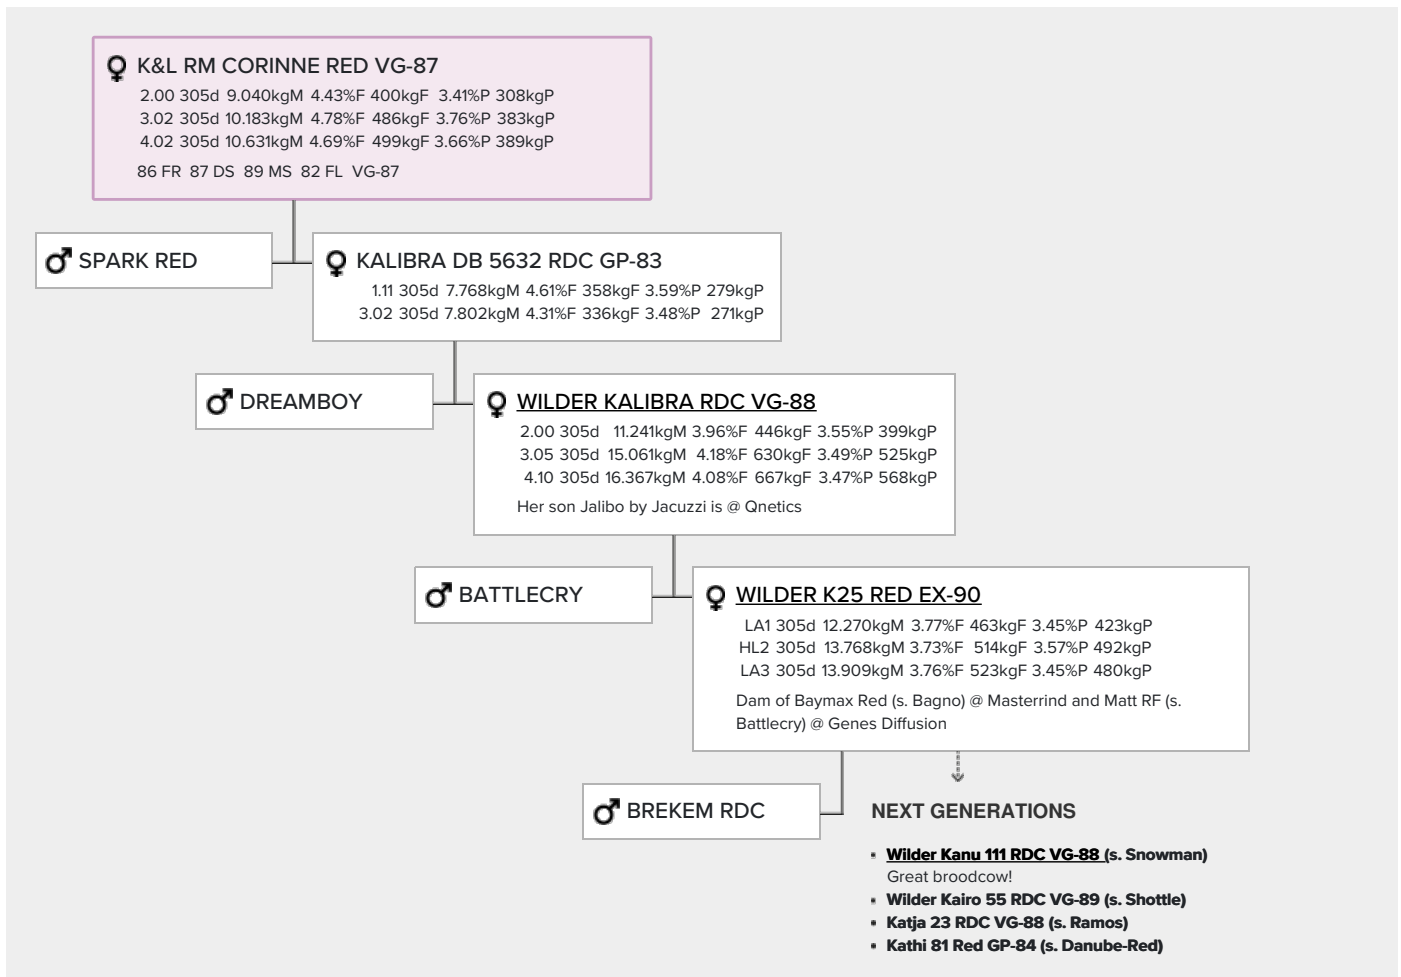 K&L RM CORINNE RED VG-87
2.00 305d 9.040kgM 4.43%F 400kgF 3.41%P 308kgP
3.02 305d 10.183kgM 4.78%F 486kgF 3.76%P 383kgP
4.02 305d 10.631kgM 4.69%F 499kgF 3.66%P 389kgP
86 FR 87 DS 89 MS 82 FL VG-87
SPARK RED
KALIBRA DB 5632 RDC GP-83
1.11 305d 7.768kgM 4.61%F 358kgF 3.59%P 279kgP
3.02 305d 7.802kgM 4.31%F 336kgF 3.48%P 271kgP
DREAMBOY
WILDER KALIBRA RDC VG-88
2.00 305d 11.241kgM 3.96%F 446kgF 3.55%P 399kgP
3.05 305d 15.061kgM 4.18%F 630kgF 3.49%P 525kgP
4.10 305d 16.367kgM 4.08%F 667kgF 3.47%P 568kgP
Her son Jalibo by Jacuzzi is @ Qnetics
BATTLECRY
WILDER K25 RED EX-90
LA1 305d 12.270kgM 3.77%F 463kgF 3.45%P 423kgP
HL2 305d 13.768kgM 3.73%F 514kgF 3.57%P 492kgP
LA3 305d 13.909kgM 3.76%F 523kgF 3.45%P 480kgP
Dam of Baymax Red (s. Bagno) @ Masterrind and Matt RF (s.
Battlecry) @ Genes Diffusion
BREKEM RDC
NEXT GENERATIONS
Wilder Kanu 111 RDC VG-88 (s. Snowman)
Great broodcow!
Wilder Kairo 55 RDC VG-89 (s. Shottle)
Katja 23 RDC VG-88 (s. Ramos)
Kathi 81 Red GP-84 (s. Danube-Red)